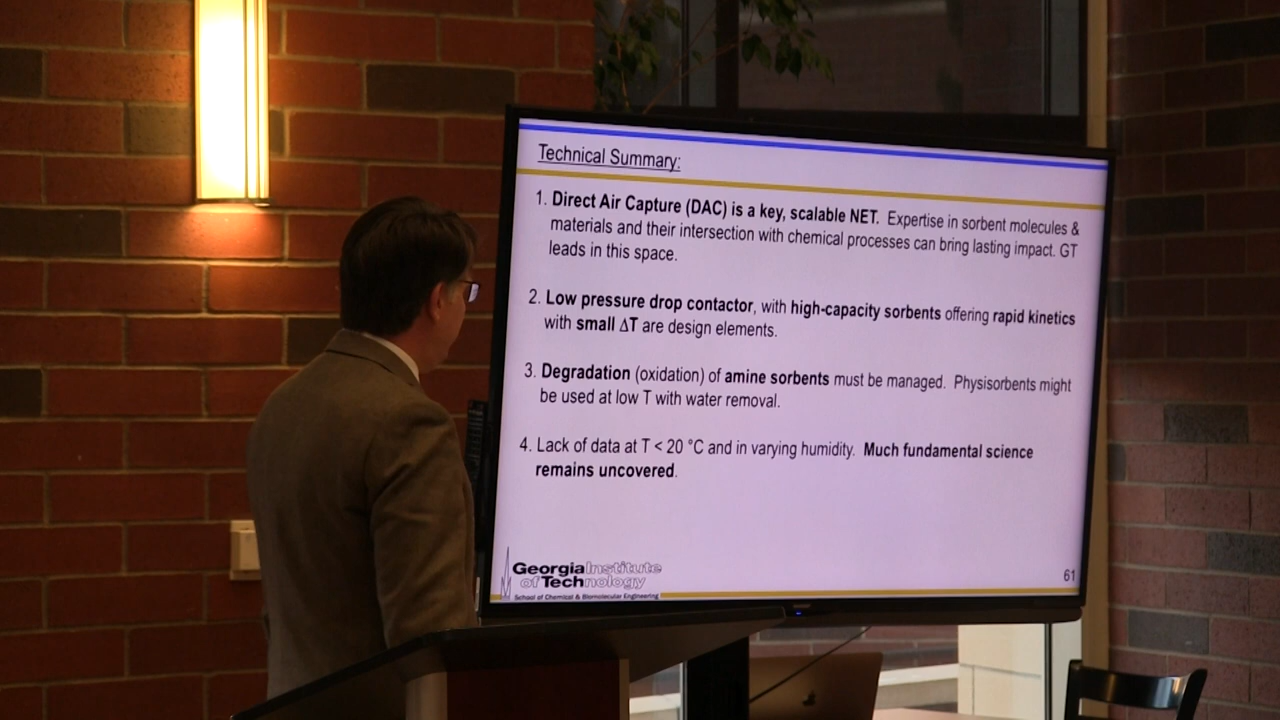 Technical Summary:
1. Direct Air Capture (DAC) is a key, scalable NET. Expertise in sorbent molecules &
materials and their intersection with chemical processes can bring lasting impact. GT
leads in this space.
2. Low pressure drop contactor, with high-capacity sorbents offering rapid kinetics
with small ΔT are design elements.
3. Degradation (oxidation) of amine sorbents must be managed. Physisorbents might
be used at low T with water removal.
4. Lack of data at T < 20 °C and in varying humidity. Much fundamental science
remains uncovered.
Georgia Institute
of Technology
School of Chemical & Biomolecular Engineering
61